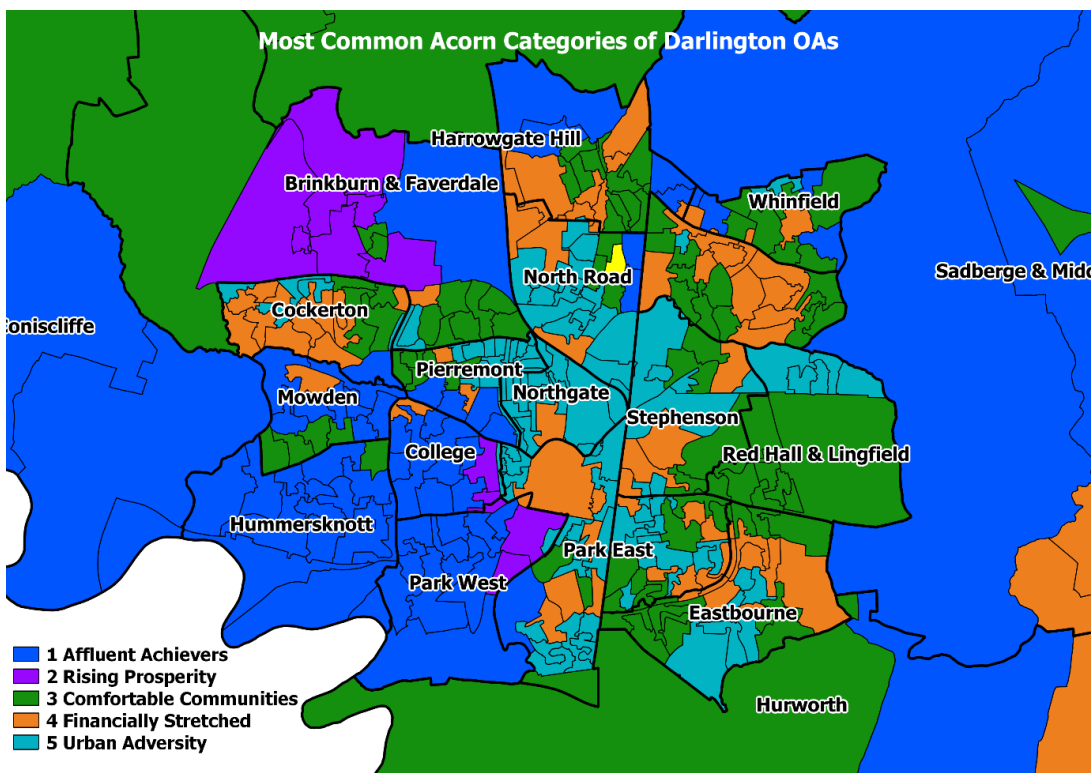 Most Common Acorn Categories of Darlington OAs
Harrowgate Hill
Brinkburn & Faverdale
Whinfield
North Road
Sadberge & Midd
Cockerton
oniscliffe
Pierremont
Mowden
Northgate
Stephenson
College
Red Hall & Lingfield
Hummersknott
Park East
Park West
Eastbourne
Hurworth
1 Affluent Achievers
2 Rising Prosperity
3 Comfortable Communities
4 Financially Stretched
5 Urban Adversity